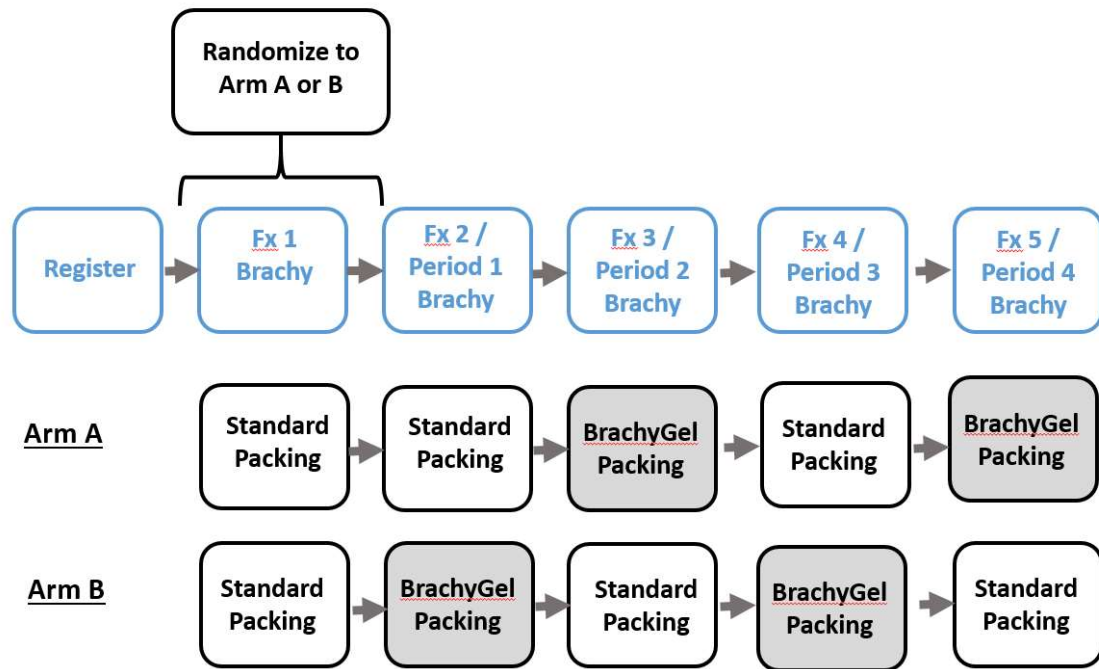 Randomize to
Arm A or B
Register
Fx 1
Brachy
Fx 2 /
Period 1
Brachy
Fx 3 /
Period 2
Brachy
Fx 4 /
Period 3
Brachy
Fx 5 /
Period 4
Brachy
Arm A
Standard
Packing
Standard
Packing
BrachyGel
Packing
Standard
Packing
BrachyGel
Packing
Arm B
Standard
Packing
BrachyGel
Packing
Standard
Packing
BrachyGel
Packing
Standard
Packing